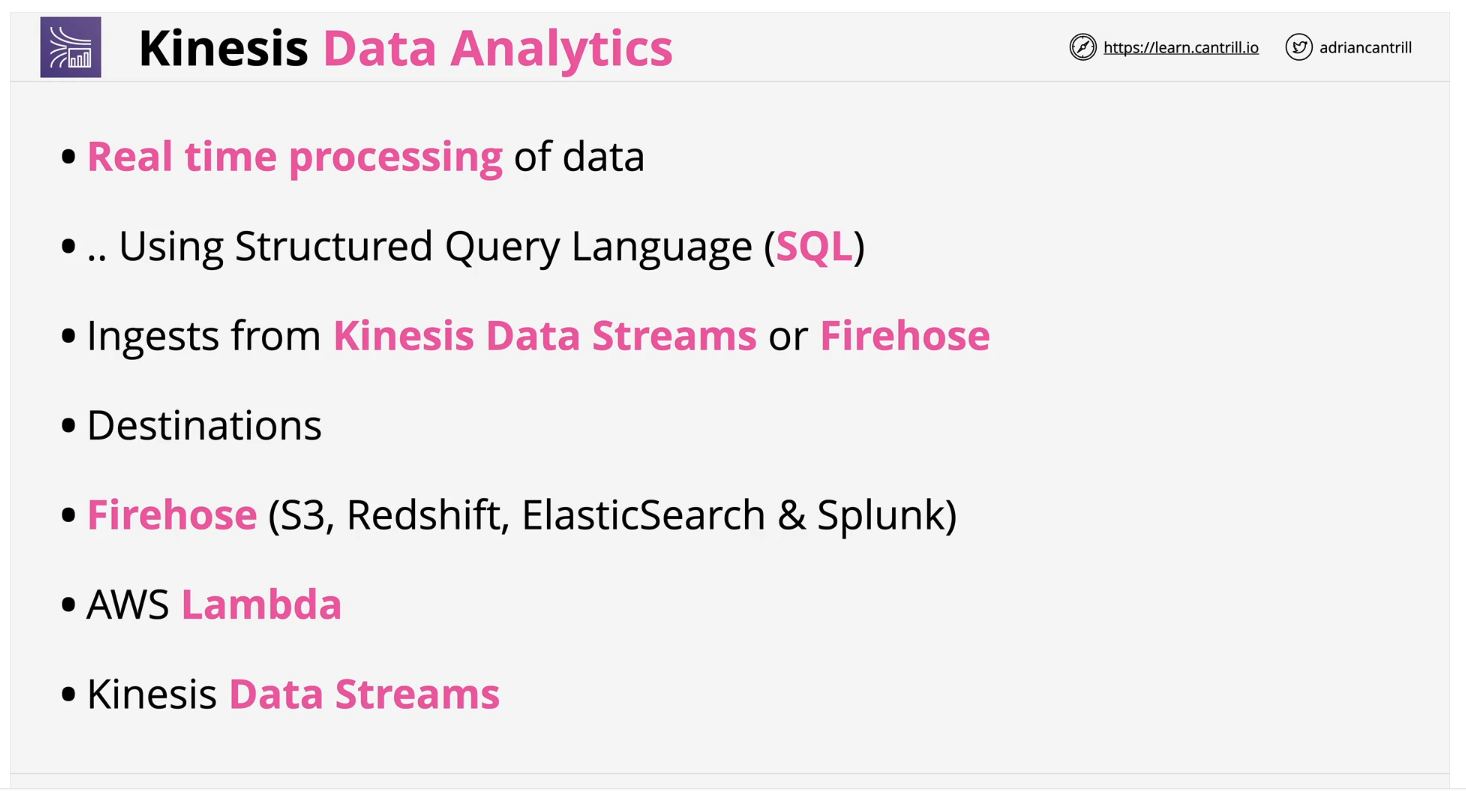 Kinesis Data Analytics
https://learn.cantrill.io
adriancantrill
• Real time processing of data
• .. Using Structured Query Language (SQL)
• Ingests from Kinesis Data Streams or Firehose
• Destinations
• Firehose (S3, Redshift, ElasticSearch & Splunk)
• AWS Lambda
• Kinesis Data Streams